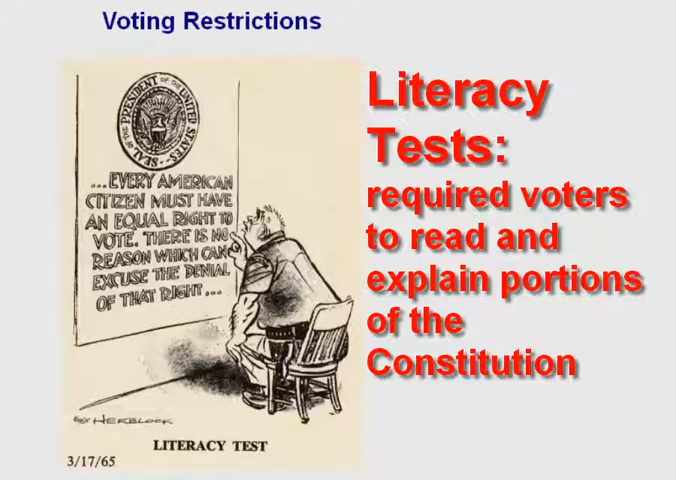 Voting Restrictions
SEAL OF THE PRESIDENT OF THE UNITED STATES
...EVERY AMERICAN
CITIZEN MUST HAVE
AN EQUAL RIGHT TO
VOTE. THERE IS NO
REASON WHICH CAN
EXCUSE THE DENIAL
OF THAT RIGHT...
HERBLOCK
LITERACY TEST
3/17/65
Literacy
Tests:
required voters
to read and
explain portions
of the
Constitution